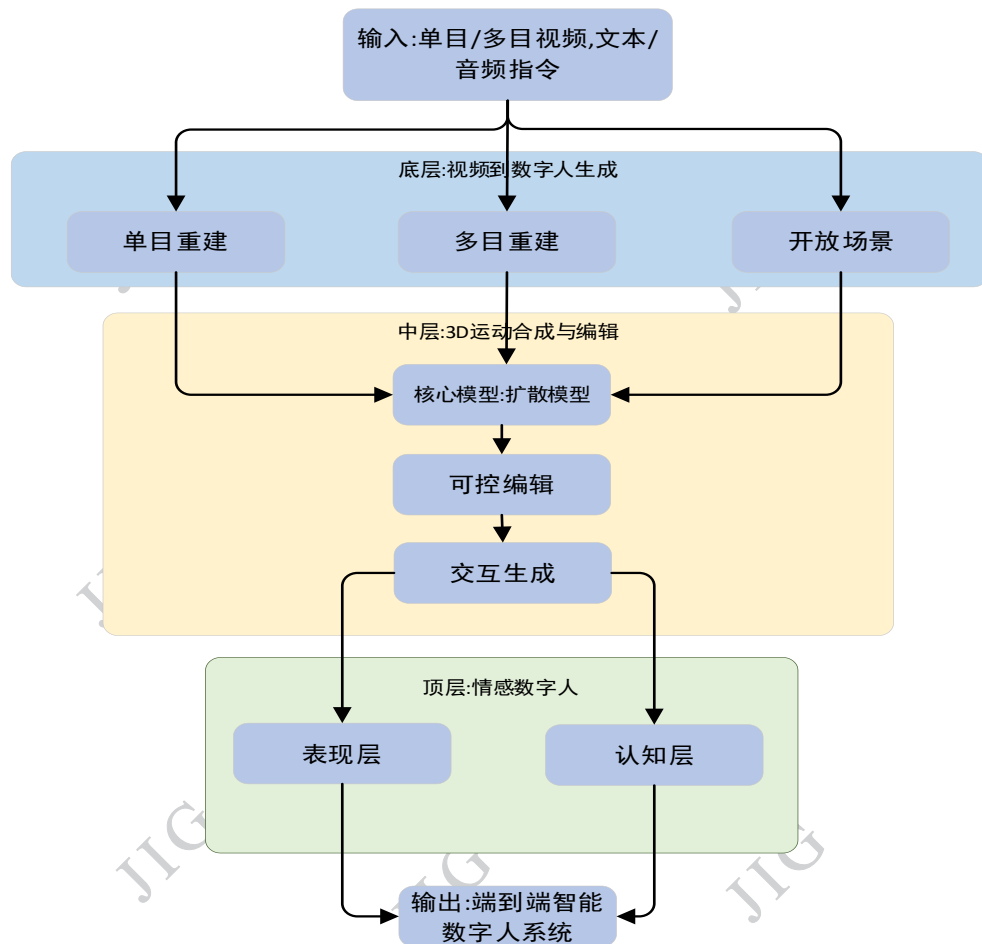 输入:单目/多目视频,文本/
音频指令
底层:视频到数字人生成
单目重建
多目重建
开放场景
JIG
中层:3D运动合成与编辑
核心模型:扩散模型
可控编辑
交互生成
顶层:情感数字人
表现层
认知层
JIG
JIG
JIG
输出:端到端智能
数字人系统